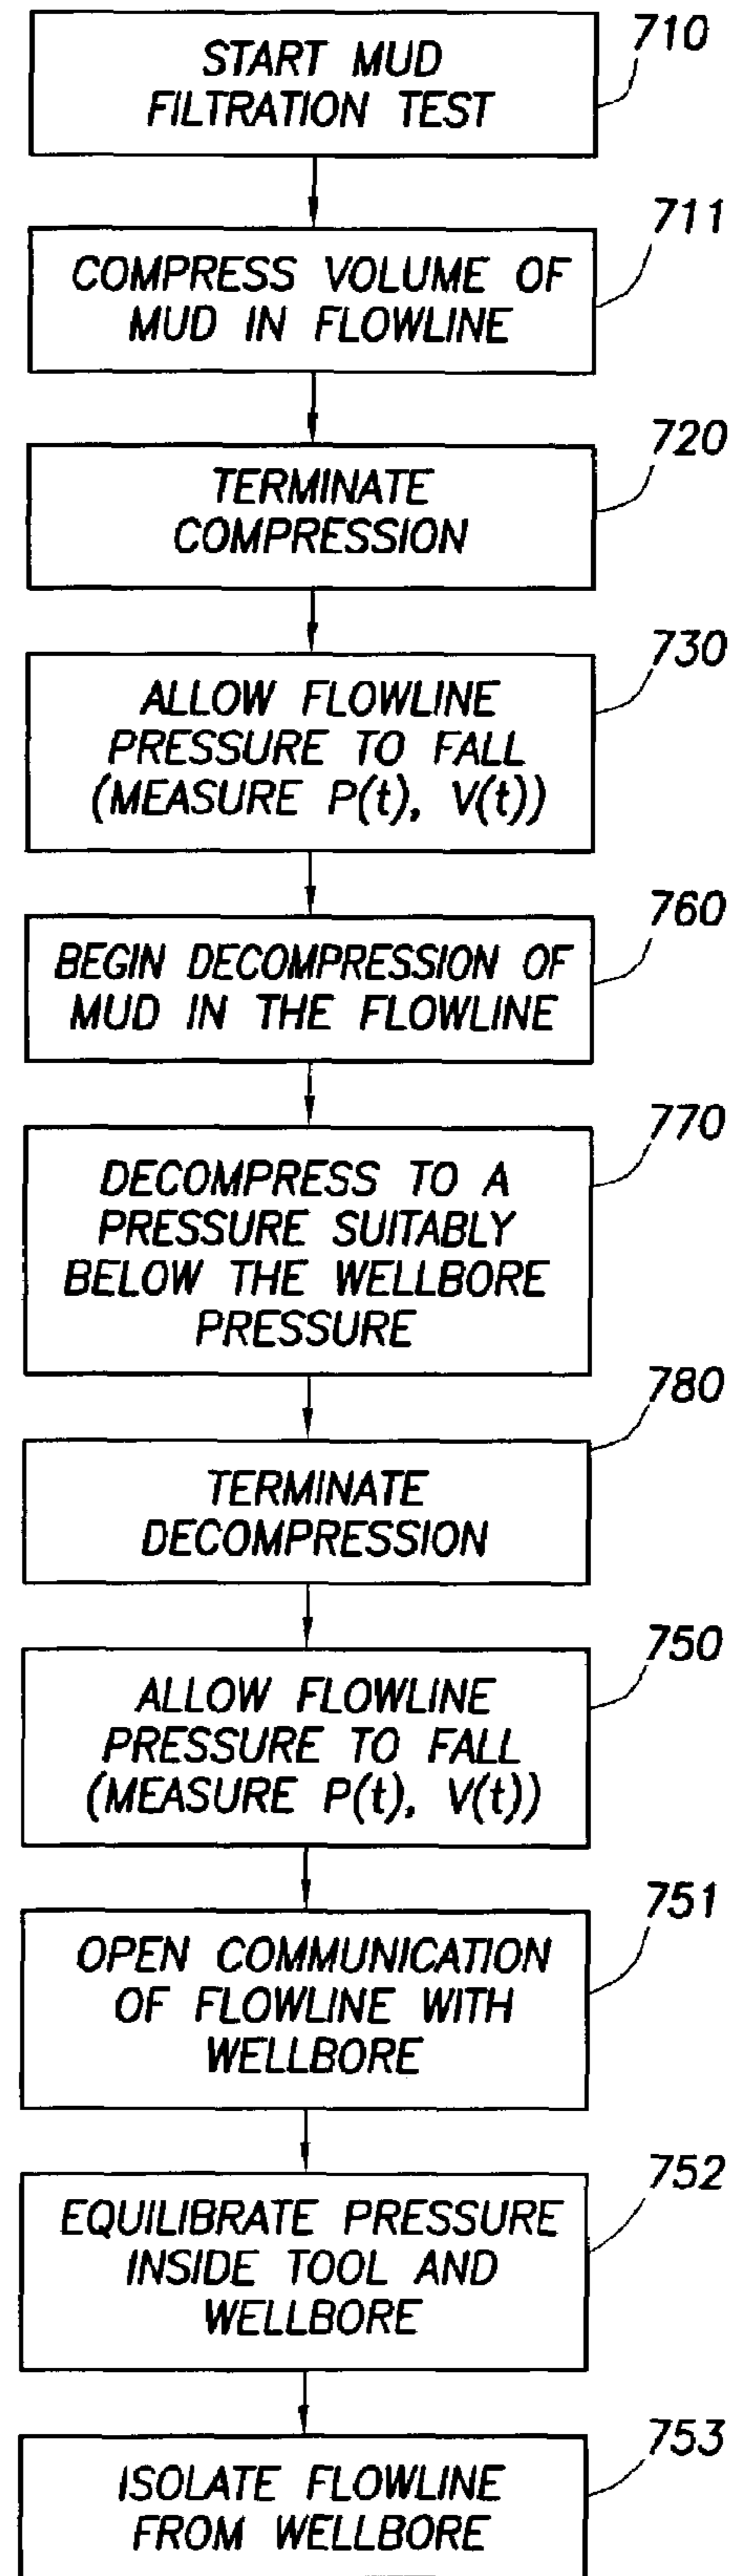 710
START MUD
FILTRATION TEST
711
COMPRESS VOLUME OF
MUD IN FLOWLINE
720
TERMINATE
COMPRESSION
730
ALLOW FLOWLINE
PRESSURE TO FALL
(MEASURE P(t), V(t))
760
BEGIN DECOMPRESSION OF
MUD IN THE FLOWLINE
770
DECOMPRESS TO A
PRESSURE SUITABLY
BELOW THE WELLBORE
PRESSURE
780
TERMINATE
DECOMPRESSION
750
ALLOW FLOWLINE
PRESSURE TO FALL
(MEASURE P(t), V(t))
751
OPEN COMMUNICATION
OF FLOWLINE WITH
WELLBORE
752
EQUILIBRATE PRESSURE
INSIDE TOOL AND
WELLBORE
753
ISOLATE FLOWLINE
FROM WELLBORE